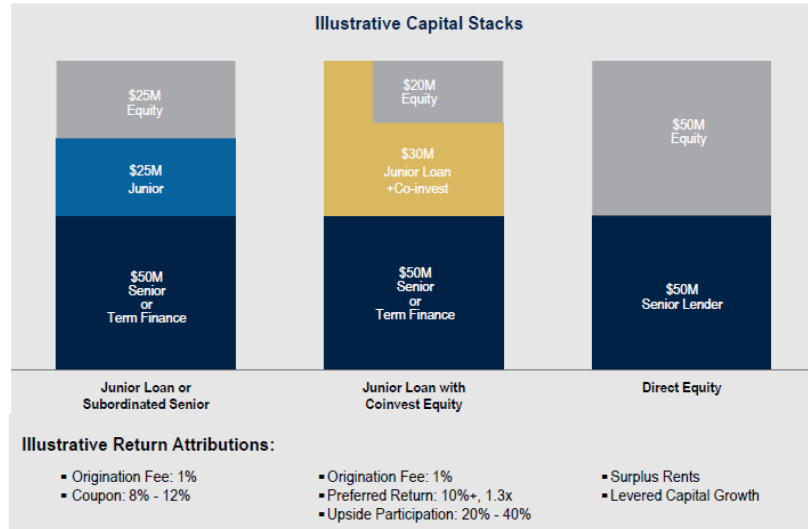 Illustrative Capital Stacks
$25M
Equity
$25M
Junior
$50M
Senior
or
Term Finance
Junior Loan or
Subordinated Senior
$20M
Equity
$30M
Junior Loan
+Co-invest
$50M
Senior
or
Term Finance
Junior Loan with
Coinvest Equity
$50M
Equity
$50M
Senior Lender
Direct Equity
Illustrative Return Attributions:
▪ Origination Fee: 1%
▪ Coupon: 8% - 12%
▪ Origination Fee: 1%
▪ Preferred Return: 10%+, 1.3x
▪ Upside Participation: 20% - 40%
▪ Surplus Rents
▪ Levered Capital Growth